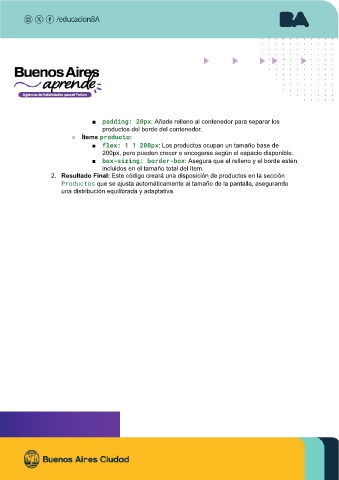 /educacionBA
BA
Buenos Aires
aprende
Agencia de Habilidades para el Futuro
■ padding: 20px: Añade relleno al contenedor para separar los
productos del borde del contenedor.
○ Ítems producto:
■ flex: 1 1 200px: Los productos ocupan un tamaño base de
200px, pero pueden crecer o encogerse según el espacio disponible.
■ box-sizing: border-box: Asegura que el relleno y el borde estén
incluidos en el tamaño total del ítem.
2. Resultado Final: Este código creará una disposición de productos en la sección
Productos que se ajusta automáticamente al tamaño de la pantalla, asegurando
una distribución equilibrada y adaptativa.
Buenos Aires Ciudad